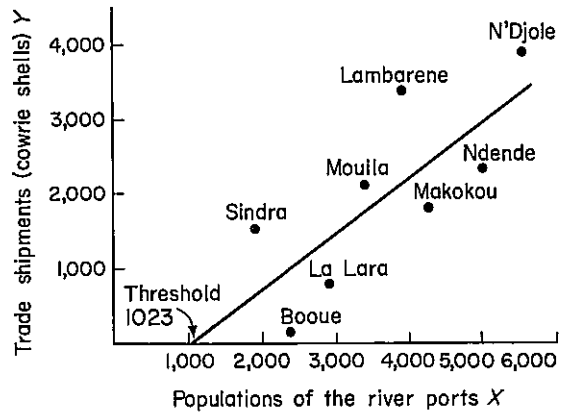 Trade shipments (cowrie shells) Y
4,000
3,000
2,000
1,000
N'Djole
Lambarene
Ndende
Mouila
Makokou
Sindra
La Lara
Threshold
1023
Booue
1,000 2,000 3,000 4,000 5,000 6,000
Populations of the river ports X